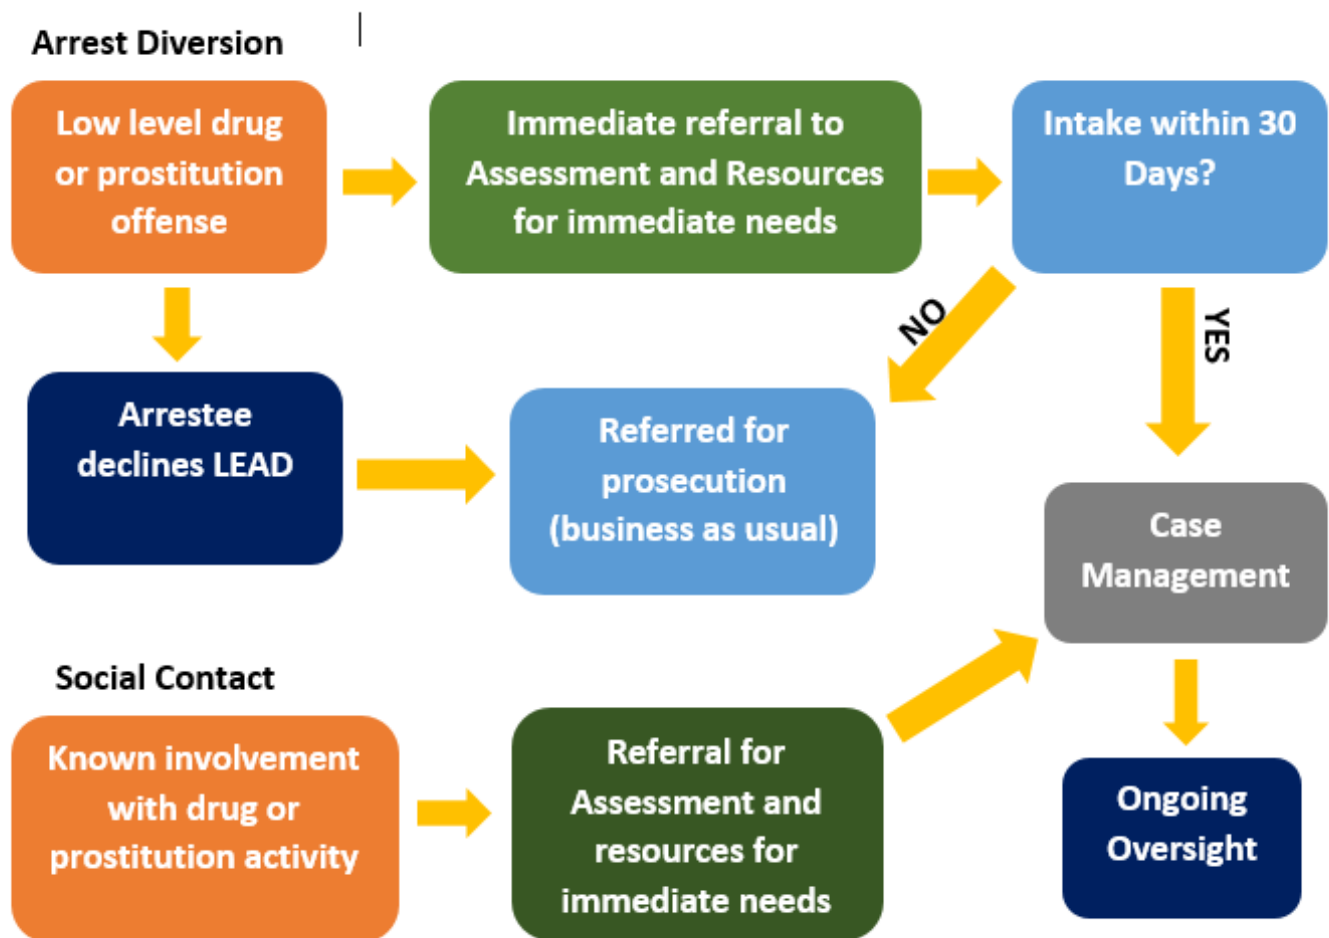 Arrest Diversion
Low level drug
or prostitution
offense
Immediate referral to
Assessment and Resources
for immediate needs
Intake within 30
Days?
NO
YES
Arrestee
declines LEAD
Referred for
prosecution
(business as usual)
Case
Management
Social Contact
Known involvement
with drug or
prostitution activity
Referral for
Assessment and
resources for
immediate needs
Ongoing
Oversight